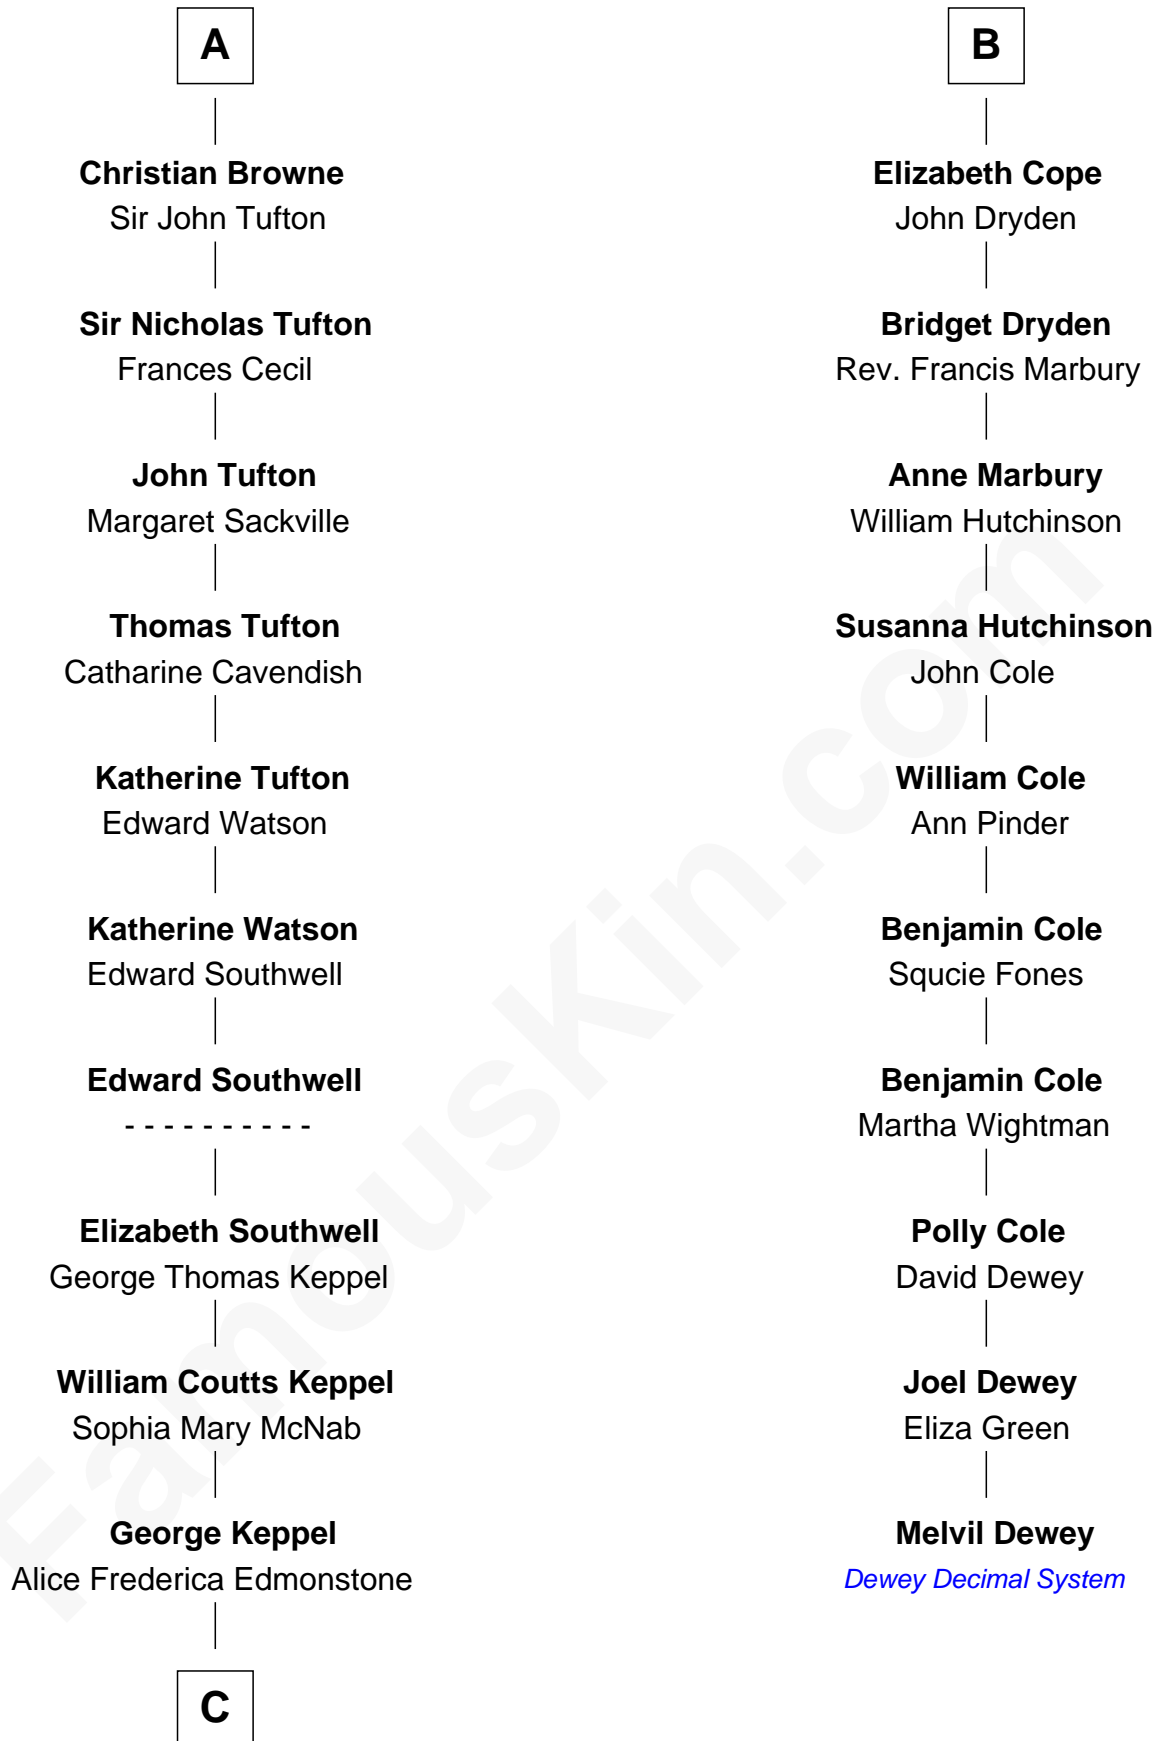 A
Christian Browne
Sir John Tufton
Sir Nicholas Tufton
Frances Cecil
John Tufton
Margaret Sackville
Thomas Tufton
Catharine Cavendish
Katherine Tufton
Edward Watson
Katherine Watson
Edward Southwell
Edward Southwell
- - - - - - - - - -
Elizabeth Southwell
George Thomas Keppel
William Coutts Keppel
Sophia Mary McNab
George Keppel
Alice Frederica Edmonstone
C
B
Elizabeth Cope
John Dryden
Bridget Dryden
Rev. Francis Marbury
Anne Marbury
William Hutchinson
Susanna Hutchinson
John Cole
William Cole
Ann Pinder
Benjamin Cole
Squcie Fones
Benjamin Cole
Martha Wightman
Polly Cole
David Dewey
Joel Dewey
Eliza Green
Melvil Dewey
Dewey Decimal System
FamousKin.com